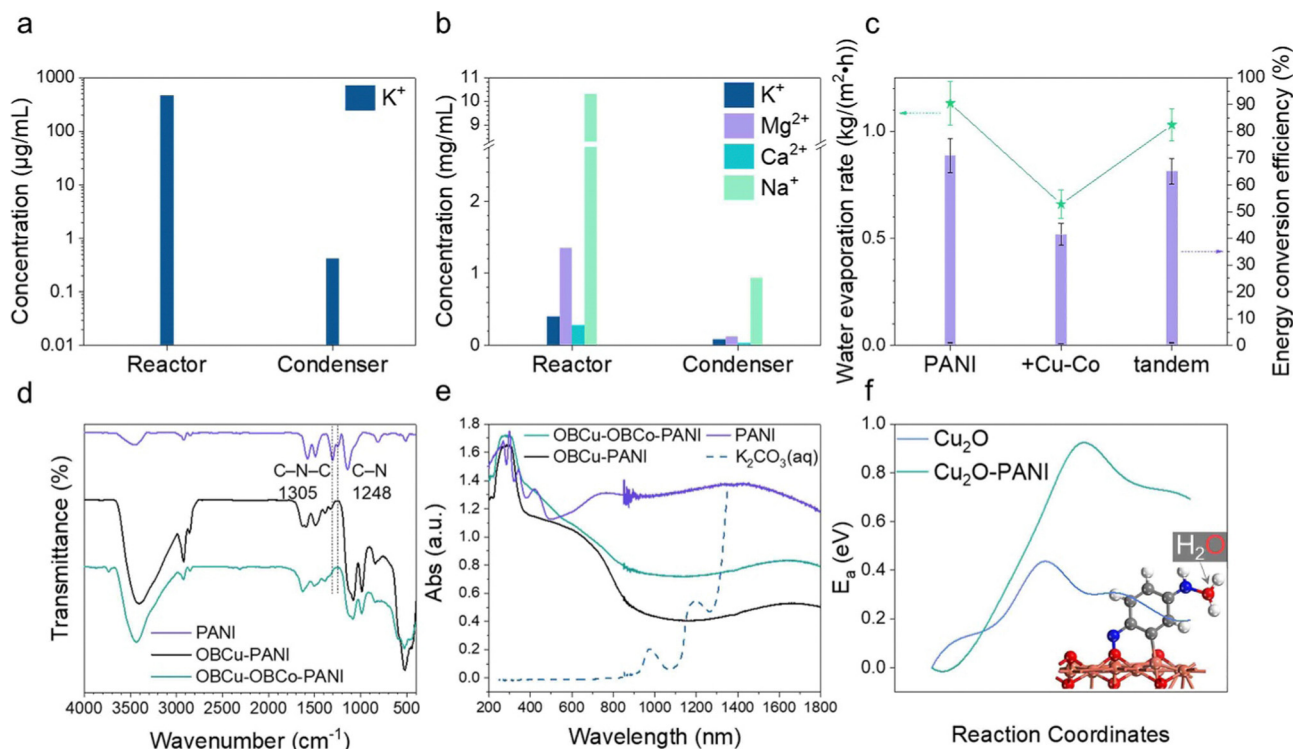 a
Concentration (µg/mL)
1000
100
10
1
0.1
0.01
K⁺
Reactor
Condenser
b
Concentration (mg/mL)
11
10
9
2
1
0
K⁺
Mg²⁺
Ca²⁺
Na⁺
Reactor
Condenser
c
Water evaporation rate (kg/(m²•h))
1.0
0.5
0.0
100
90
80
70
60
50
40
30
20
10
0
Energy conversion efficiency (%)
PANI
+Cu-Co
tandem
d
Transmittance (%)
C–N–C
1305
C–N
1248
PANI
OBCu-PANI
OBCu-OBCo-PANI
4000 3500 3000 2500 2000 1500 1000 500
Wavenumber (cm⁻¹)
e
Abs (a.u.)
1.8
1.6
1.4
1.2
1.0
0.8
0.6
0.4
0.2
0.0
OBCu-OBCo-PANI
PANI
OBCu-PANI
K₂CO₃(aq)
200 400 600 800 1000 1200 1400 1600 1800
Wavelength (nm)
f
Eₐ (eV)
1.0
0.8
0.6
0.4
0.2
0.0
Cu₂O
Cu₂O-PANI
H₂O
Reaction Coordinates